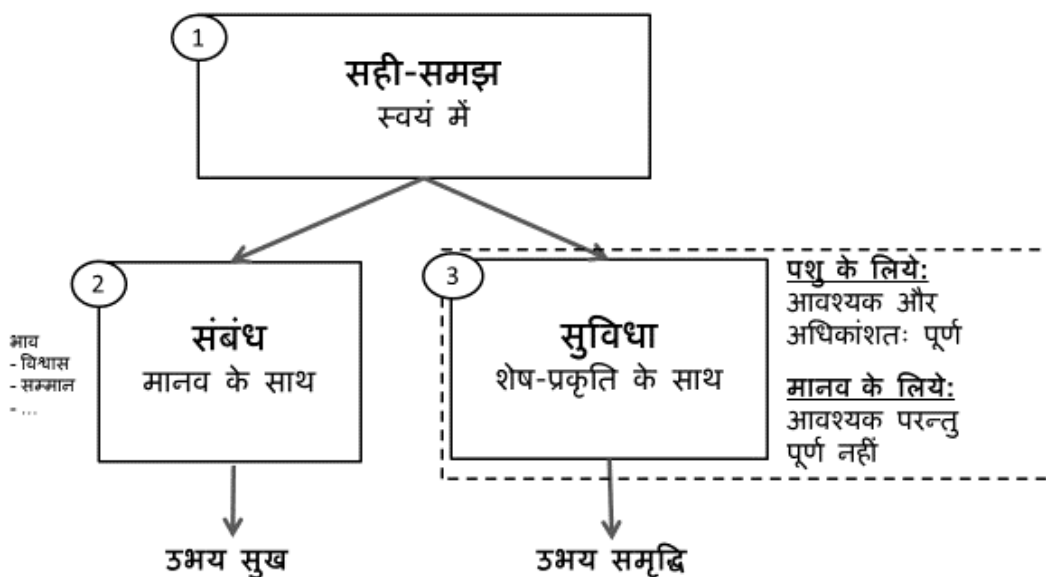 1
सही-समझ
स्वयं में
2
संबंध
मानव के साथ
भाव
- विश्वास
- सम्मान
- ...
3
सुविधा
शेष-प्रकृति के साथ
पशु के लिये:
आवश्यक और
अधिकांशतः पूर्ण
मानव के लिये:
आवश्यक परन्तु
पूर्ण नहीं
उभय सुख
उभय समृद्धि